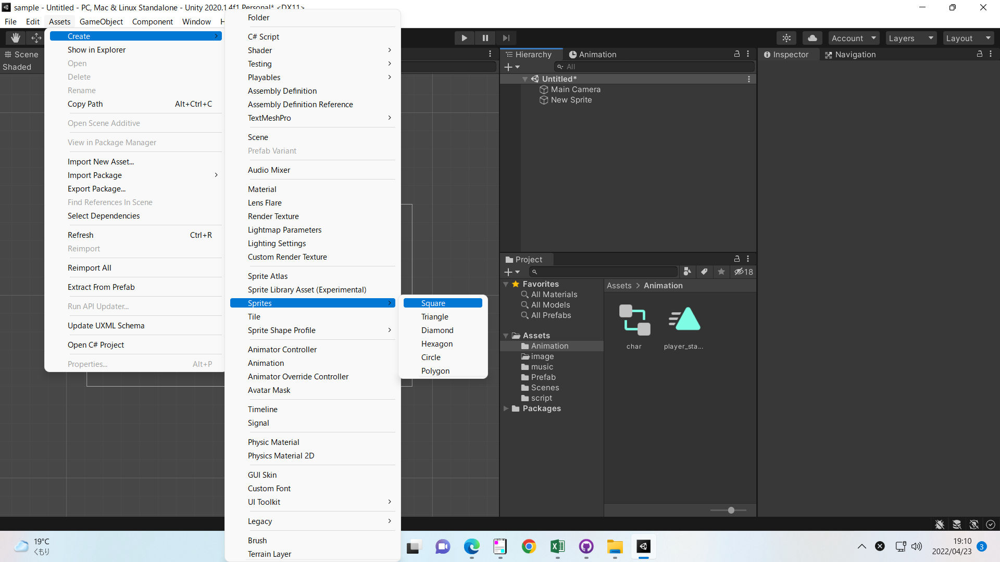 sample - Untitled - PC, Mac & Linux Standalone - Unity 2020.1.4f1 Personal* <DX11>
File Edit Assets GameObject Component Window H
Account Layers Layout
Scene
Shaded
Create
Show in Explorer
Open
Delete
Rename
Copy Path Alt+Ctrl+C
Open Scene Additive
View in Package Manager
Import New Asset...
Import Package
Export Package...
Find References In Scene
Select Dependencies
Refresh Ctrl+R
Reimport
Reimport All
Extract From Prefab
Run API Updater...
Update UXML Schema
Open C# Project
Properties... Alt+P
Folder
C# Script
Shader
Testing
Playables
Assembly Definition
Assembly Definition Reference
TextMeshPro
Scene
Prefab Variant
Audio Mixer
Material
Lens Flare
Render Texture
Lightmap Parameters
Lighting Settings
Custom Render Texture
Sprite Atlas
Sprite Library Asset (Experimental)
Sprites
Tile
Sprite Shape Profile
Animator Controller
Animation
Animator Override Controller
Avatar Mask
Timeline
Signal
Physic Material
Physics Material 2D
GUI Skin
Custom Font
UI Toolkit
Legacy
Brush
Terrain Layer
Square
Triangle
Diamond
Hexagon
Circle
Polygon
Hierarchy Animation
All
Untitled*
Main Camera
New Sprite
Project
18
Favorites
All Materials
All Models
All Prefabs
Assets
Animation
image
music
Prefab
Scenes
script
Packages
Assets > Animation
char player_sta...
Inspector Navigation
19°C
くもり
19:10
2022/04/23 3